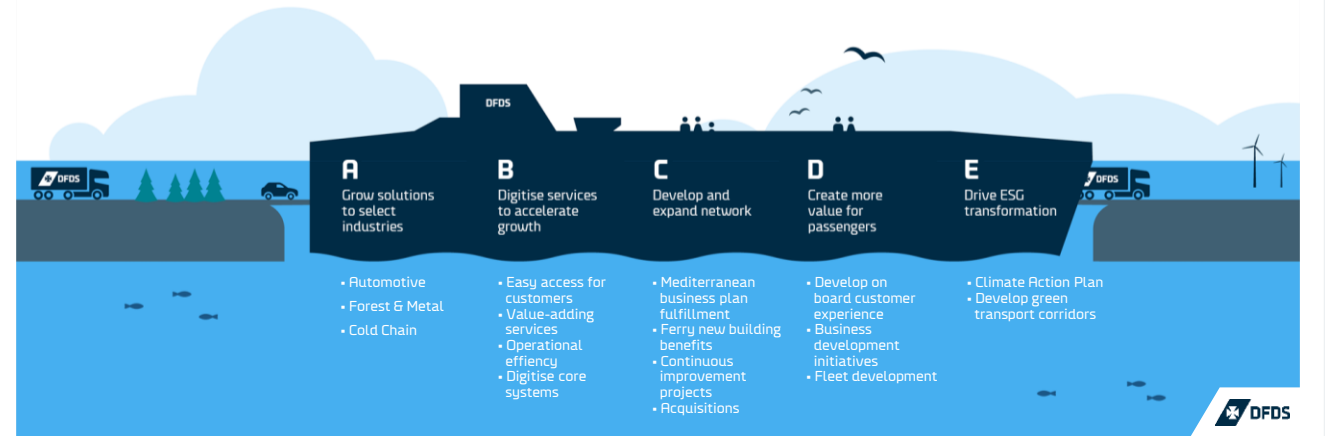 DFDS
DFDS
DFDS
A
Grow solutions
to select
industries
▪ Automotive
▪ Forest & Metal
▪ Cold Chain
B
Digitise services
to accelerate
growth
▪ Easy access for
customers
▪ Value-adding
services
▪ Operational
effiency
▪ Digitise core
systems
C
Develop and
expand network
▪ Mediterranean
business plan
fulfillment
▪ Ferry new building
benefits
▪ Continuous
improvement
projects
▪ Acquisitions
D
Create more
value for
passengers
▪ Develop on
board customer
experience
▪ Business
development
initiatives
▪ Fleet development
E
Drive ESG
transformation
▪ Climate Action Plan
▪ Develop green
transport corridors
DFDS